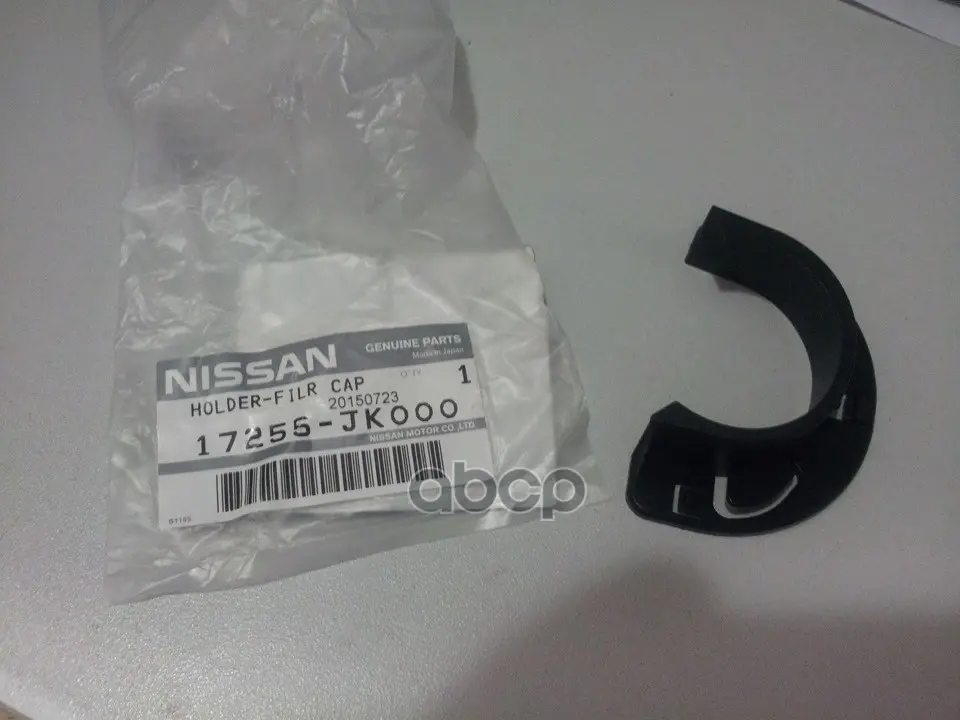 NISSAN
GENUINE PARTS
Made in Japan
HOLDER-FILR CAP
Q'TY
1
20150723
17255-JK000
NISSAN MOTOR CO.,LTD.
B1155
abcp